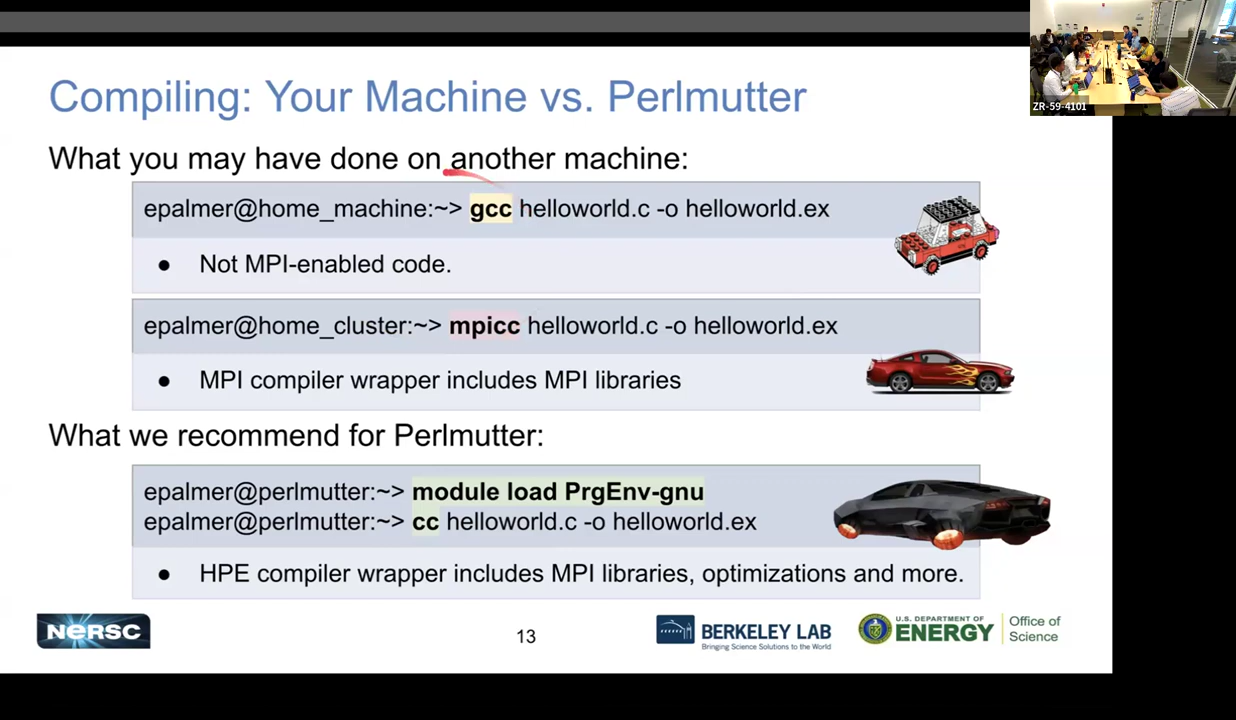 Compiling: Your Machine vs. Perlmutter
What you may have done on another machine:
epalmer@home_machine:~> gcc helloworld.c -o helloworld.ex
● Not MPI-enabled code.
epalmer@home_cluster:~> mpicc helloworld.c -o helloworld.ex
● MPI compiler wrapper includes MPI libraries
What we recommend for Perlmutter:
epalmer@perlmutter:~> module load PrgEnv-gnu
epalmer@perlmutter:~> cc helloworld.c -o helloworld.ex
● HPE compiler wrapper includes MPI libraries, optimizations and more.
NERSC
13
BERKELEY LAB
Bringing Science Solutions to the World
U.S. DEPARTMENT OF
ENERGY
Office of
Science
ZR-59-4101